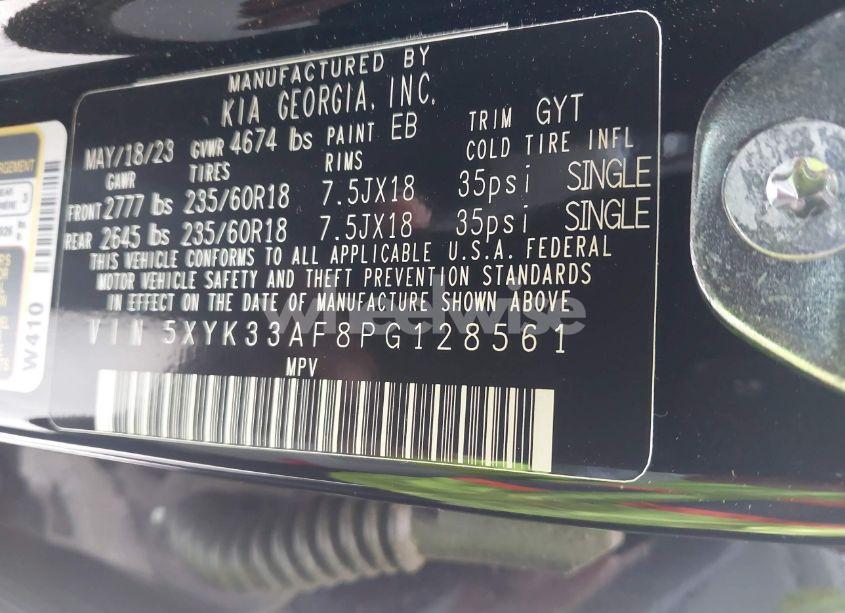 MANUFACTURED BY
KIA GEORGIA, INC.
MAY/18/23 GVWR 4674 lbs PAINT EB TRIM GYT
GAWR TIRES RIMS COLD TIRE INFL
FRONT 2777 lbs 235/60R18 7.5JX18 35psi SINGLE
REAR 2645 lbs 235/60R18 7.5JX18 35psi SINGLE
THIS VEHICLE CONFORMS TO ALL APPLICABLE U.S.A. FEDERAL
MOTOR VEHICLE SAFETY AND THEFT PREVENTION STANDARDS
IN EFFECT ON THE DATE OF MANUFACTURE SHOWN ABOVE
wheelwise
VIN 5XYK33AF8PG128561
MPV
W410